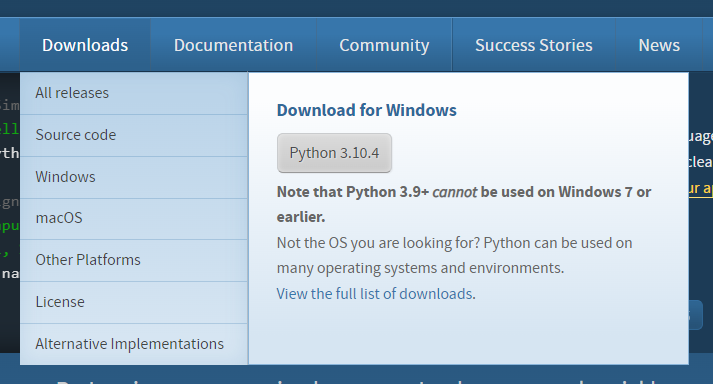 Downloads
Documentation
Community
Success Stories
News
All releases
Source code
Windows
macOS
Other Platforms
License
Alternative Implementations
Download for Windows
Python 3.10.4
Note that Python 3.9+ cannot be used on Windows 7 or
earlier.
Not the OS you are looking for? Python can be used on
many operating systems and environments.
View the full list of downloads.